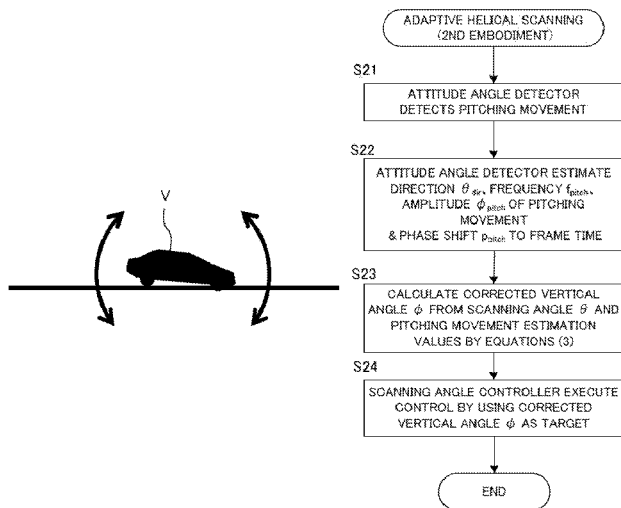 V
ADAPTIVE HELICAL SCANNING
(2ND EMBODIMENT)
S21
ATTITUDE ANGLE DETECTOR
DETECTS PITCHING MOVEMENT
S22
ATTITUDE ANGLE DETECTOR ESTIMATE
DIRECTION θdir, FREQUENCY fpitch,
AMPLITUDE ϕpitch OF PITCHING
MOVEMENT
& PHASE SHIFT ppitch TO FRAME TIME
S23
CALCULATE CORRECTED VERTICAL
ANGLE ϕ FROM SCANNING ANGLE θ AND
PITCHING MOVEMENT ESTIMATION
VALUES BY EQUATIONS (3)
S24
SCANNING ANGLE CONTROLLER EXECUTE
CONTROL BY USING CORRECTED
VERTICAL ANGLE ϕ AS TARGET
END